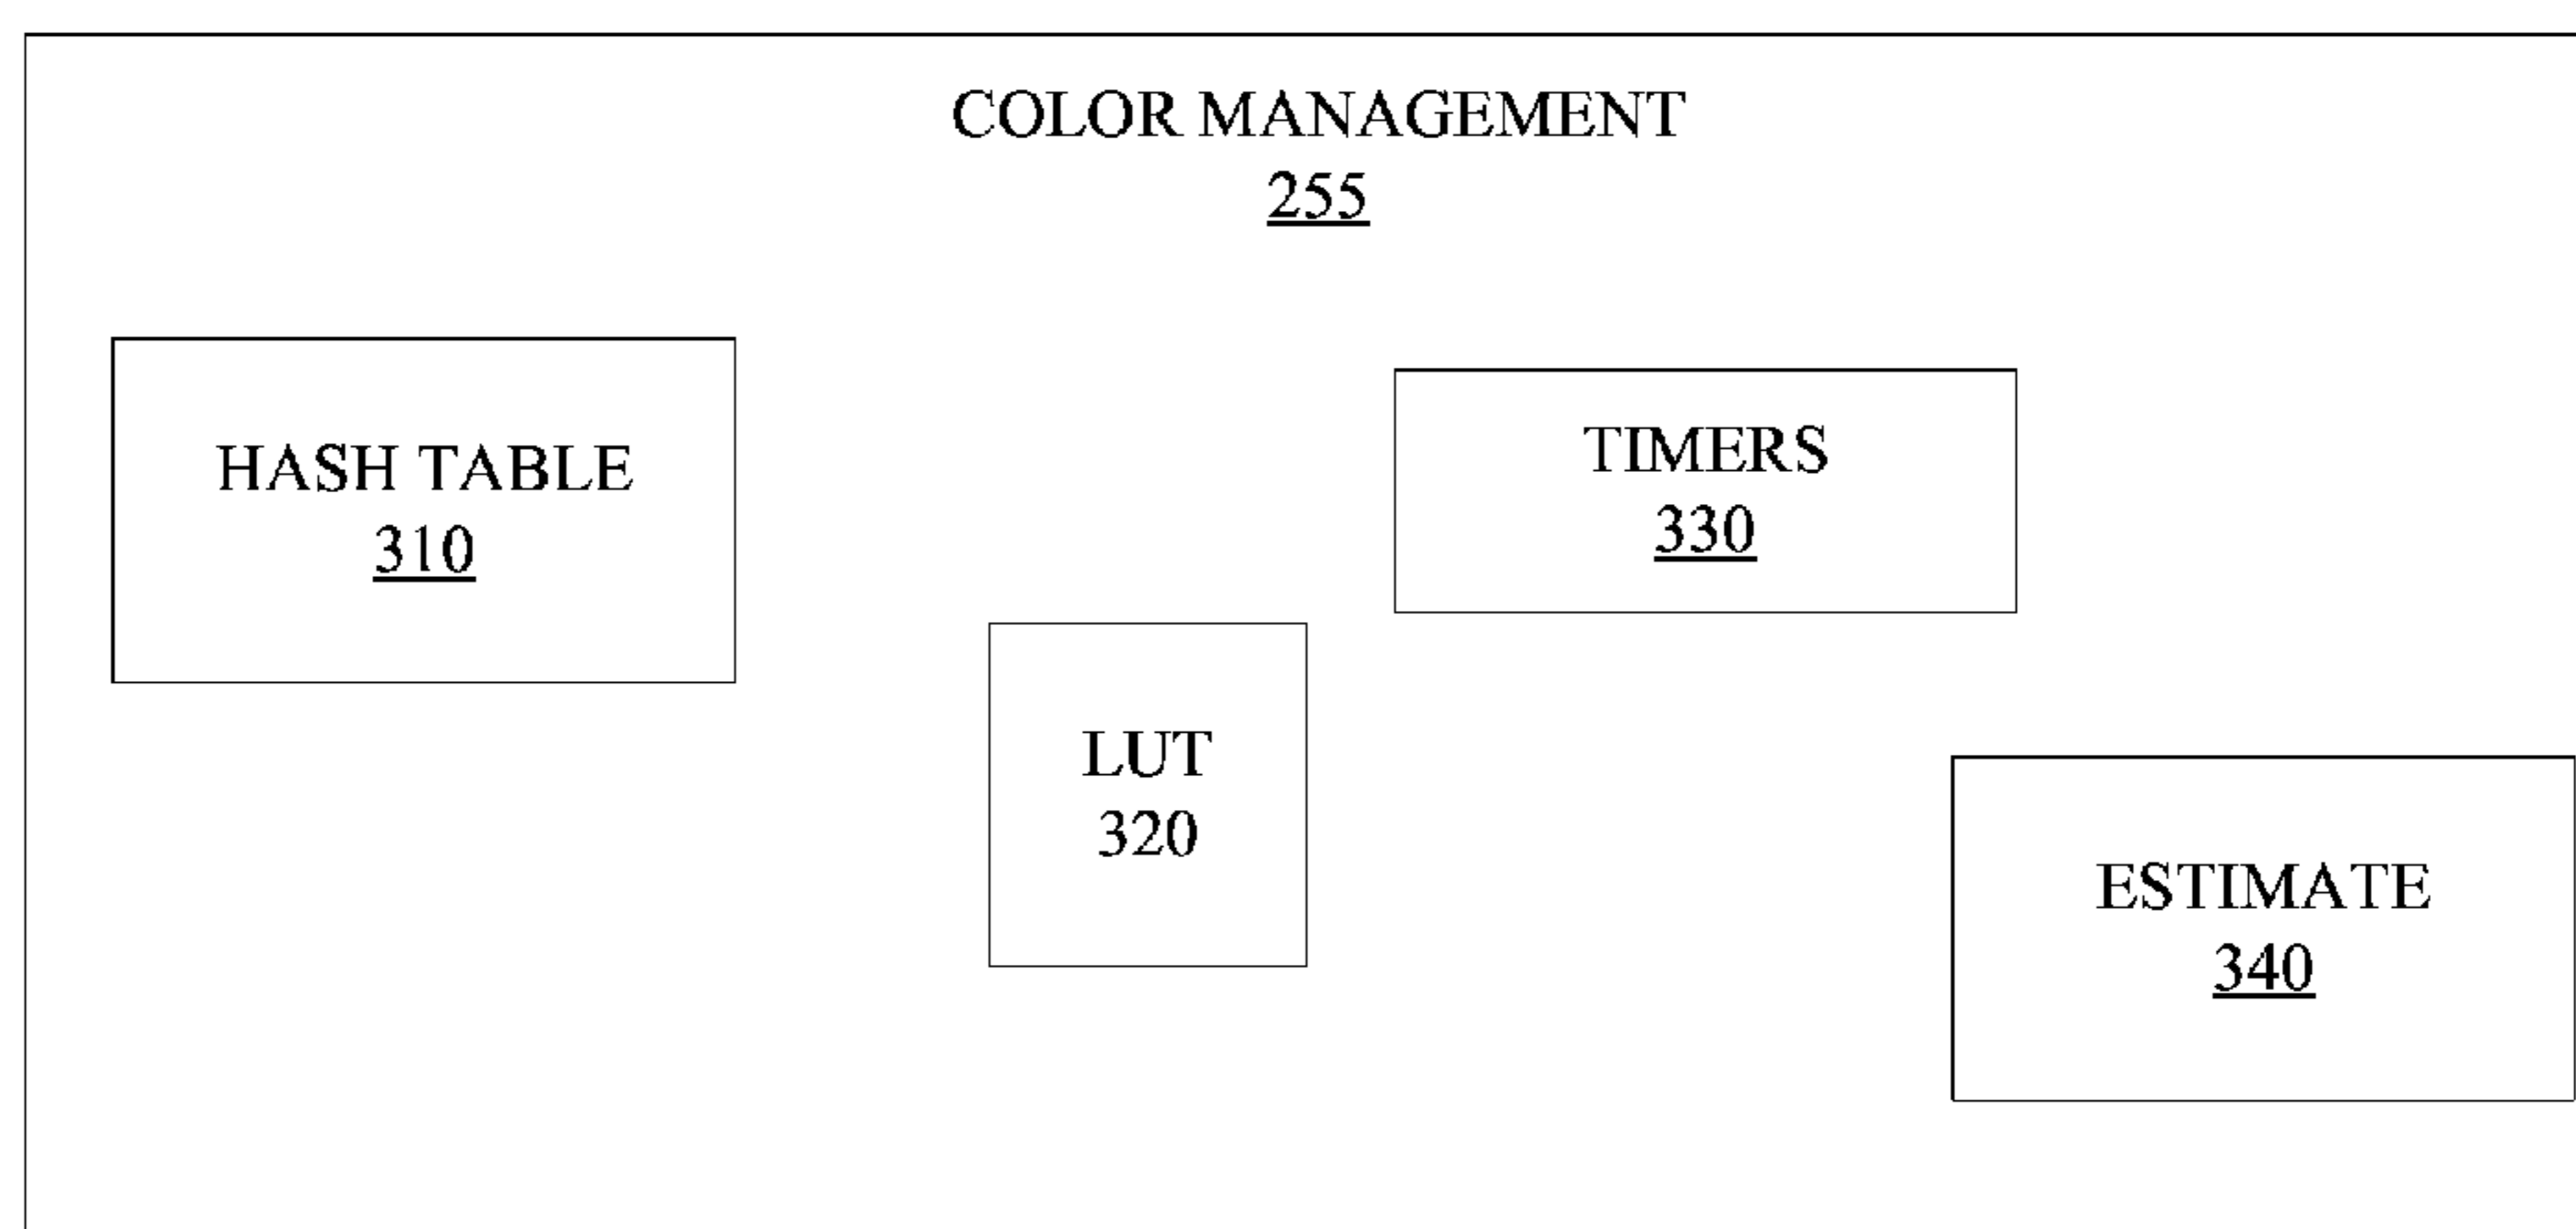 COLOR MANAGEMENT
255
HASH TABLE
310
TIMERS
330
LUT
320
ESTIMATE
340